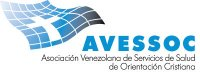 AVESSOC
Asociación Venezolana de Servicios de Salud
de Orientación Cristiana